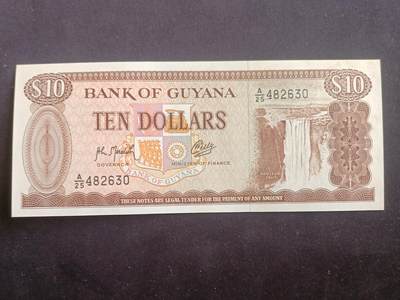 $10 BANK OF GUYANA $10
A/25 482630
TEN DOLLARS
GOVERNOR MINISTER OF FINANCE
A/25 482630
BANK OF GUYANA
THESE NOTES ARE LEGAL TENDER FOR THE PAYMENT OF ANY AMOUNT